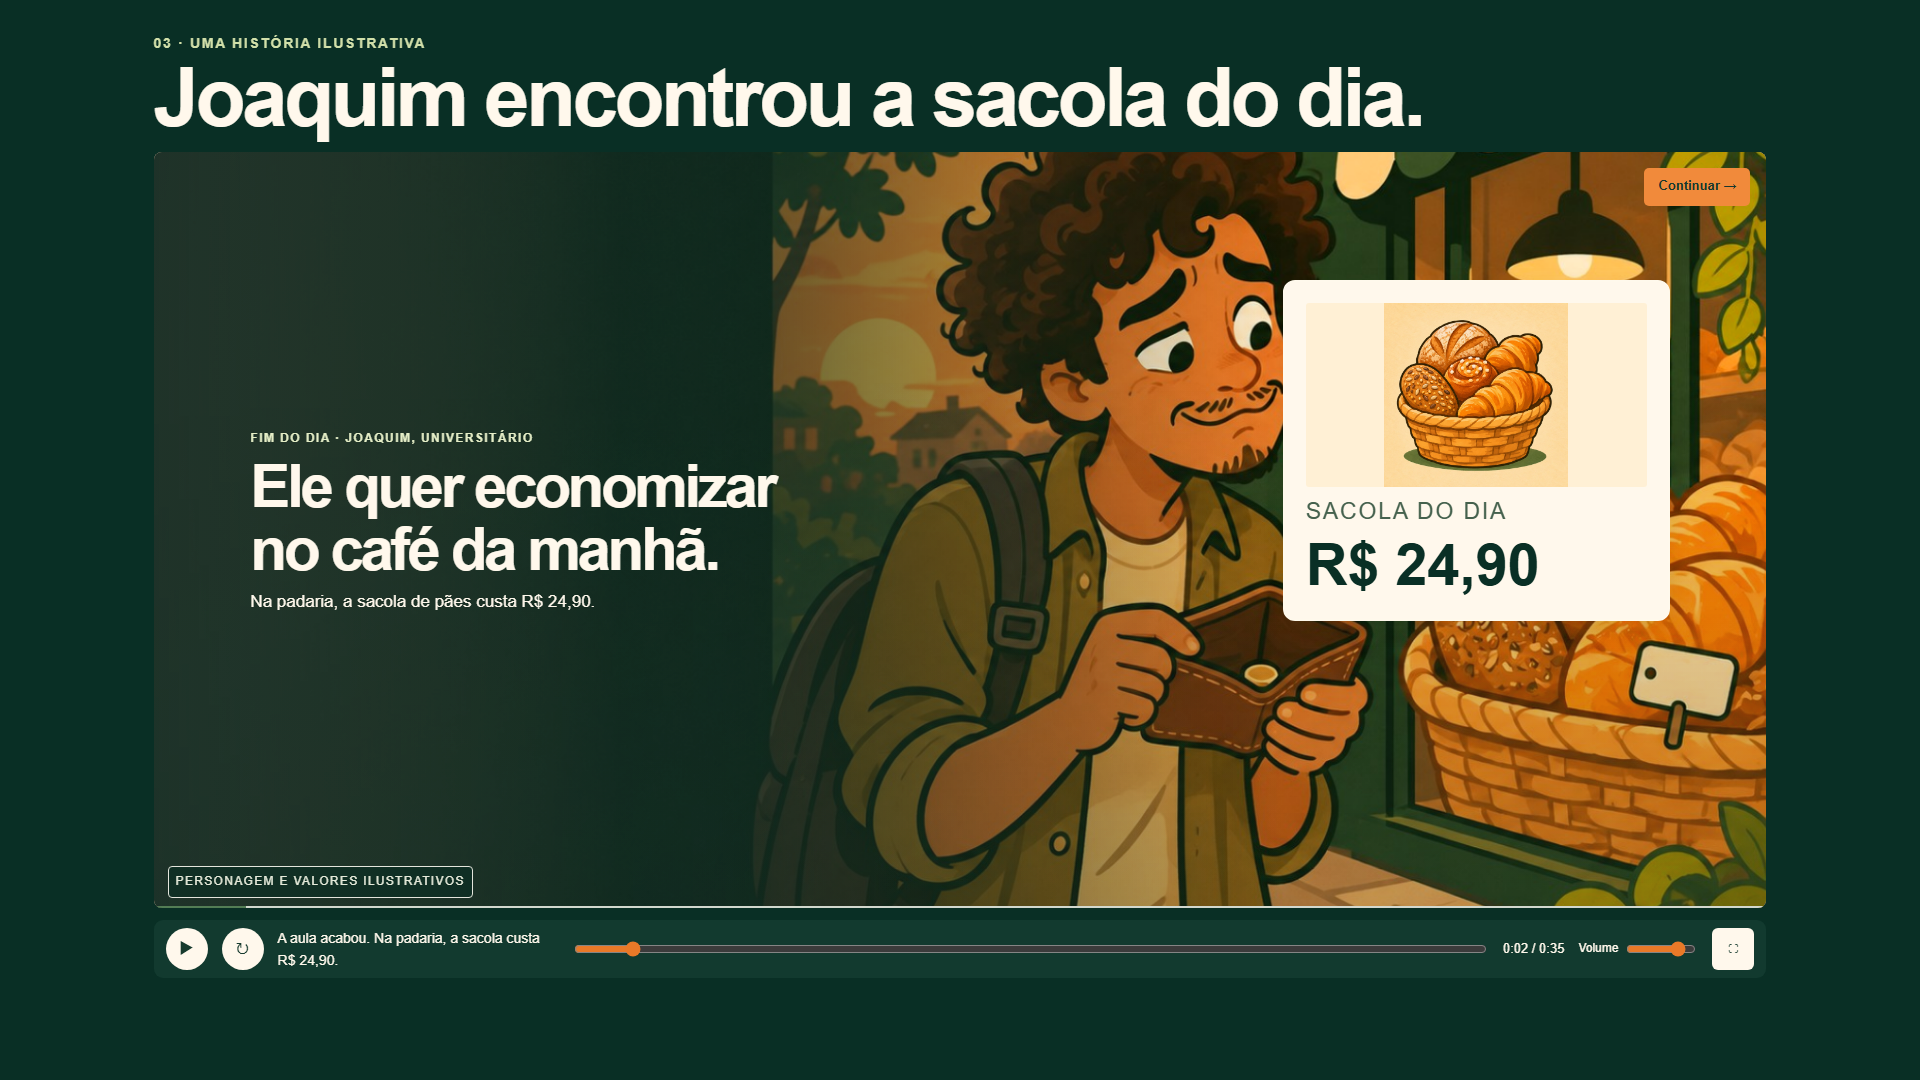 03 · UMA HISTÓRIA ILUSTRATIVA
Joaquim encontrou a sacola do dia.
Continuar →
FIM DO DIA · JOAQUIM, UNIVERSITÁRIO
Ele quer economizar
no café da manhã.
Na padaria, a sacola de pães custa R$ 24,90.
SACOLA DO DIA
R$ 24,90
PERSONAGEM E VALORES ILUSTRATIVOS
A aula acabou. Na padaria, a sacola custa
R$ 24,90.
0:02 / 0:35
Volume